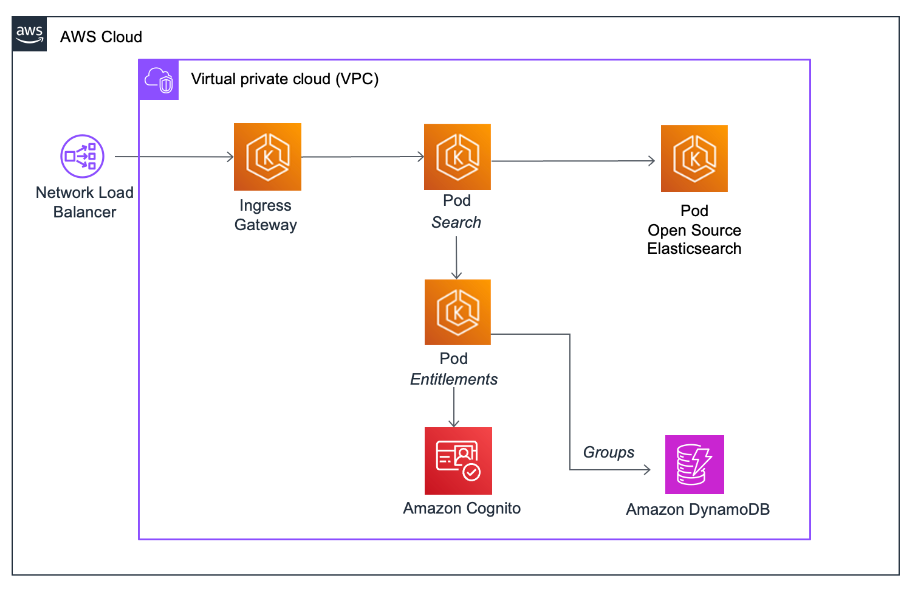 aws
AWS Cloud
Virtual private cloud (VPC)
Network Load
Balancer
Ingress
Gateway
Pod
Search
Pod
Open Source
Elasticsearch
Pod
Entitlements
Groups
Amazon Cognito
Amazon DynamoDB